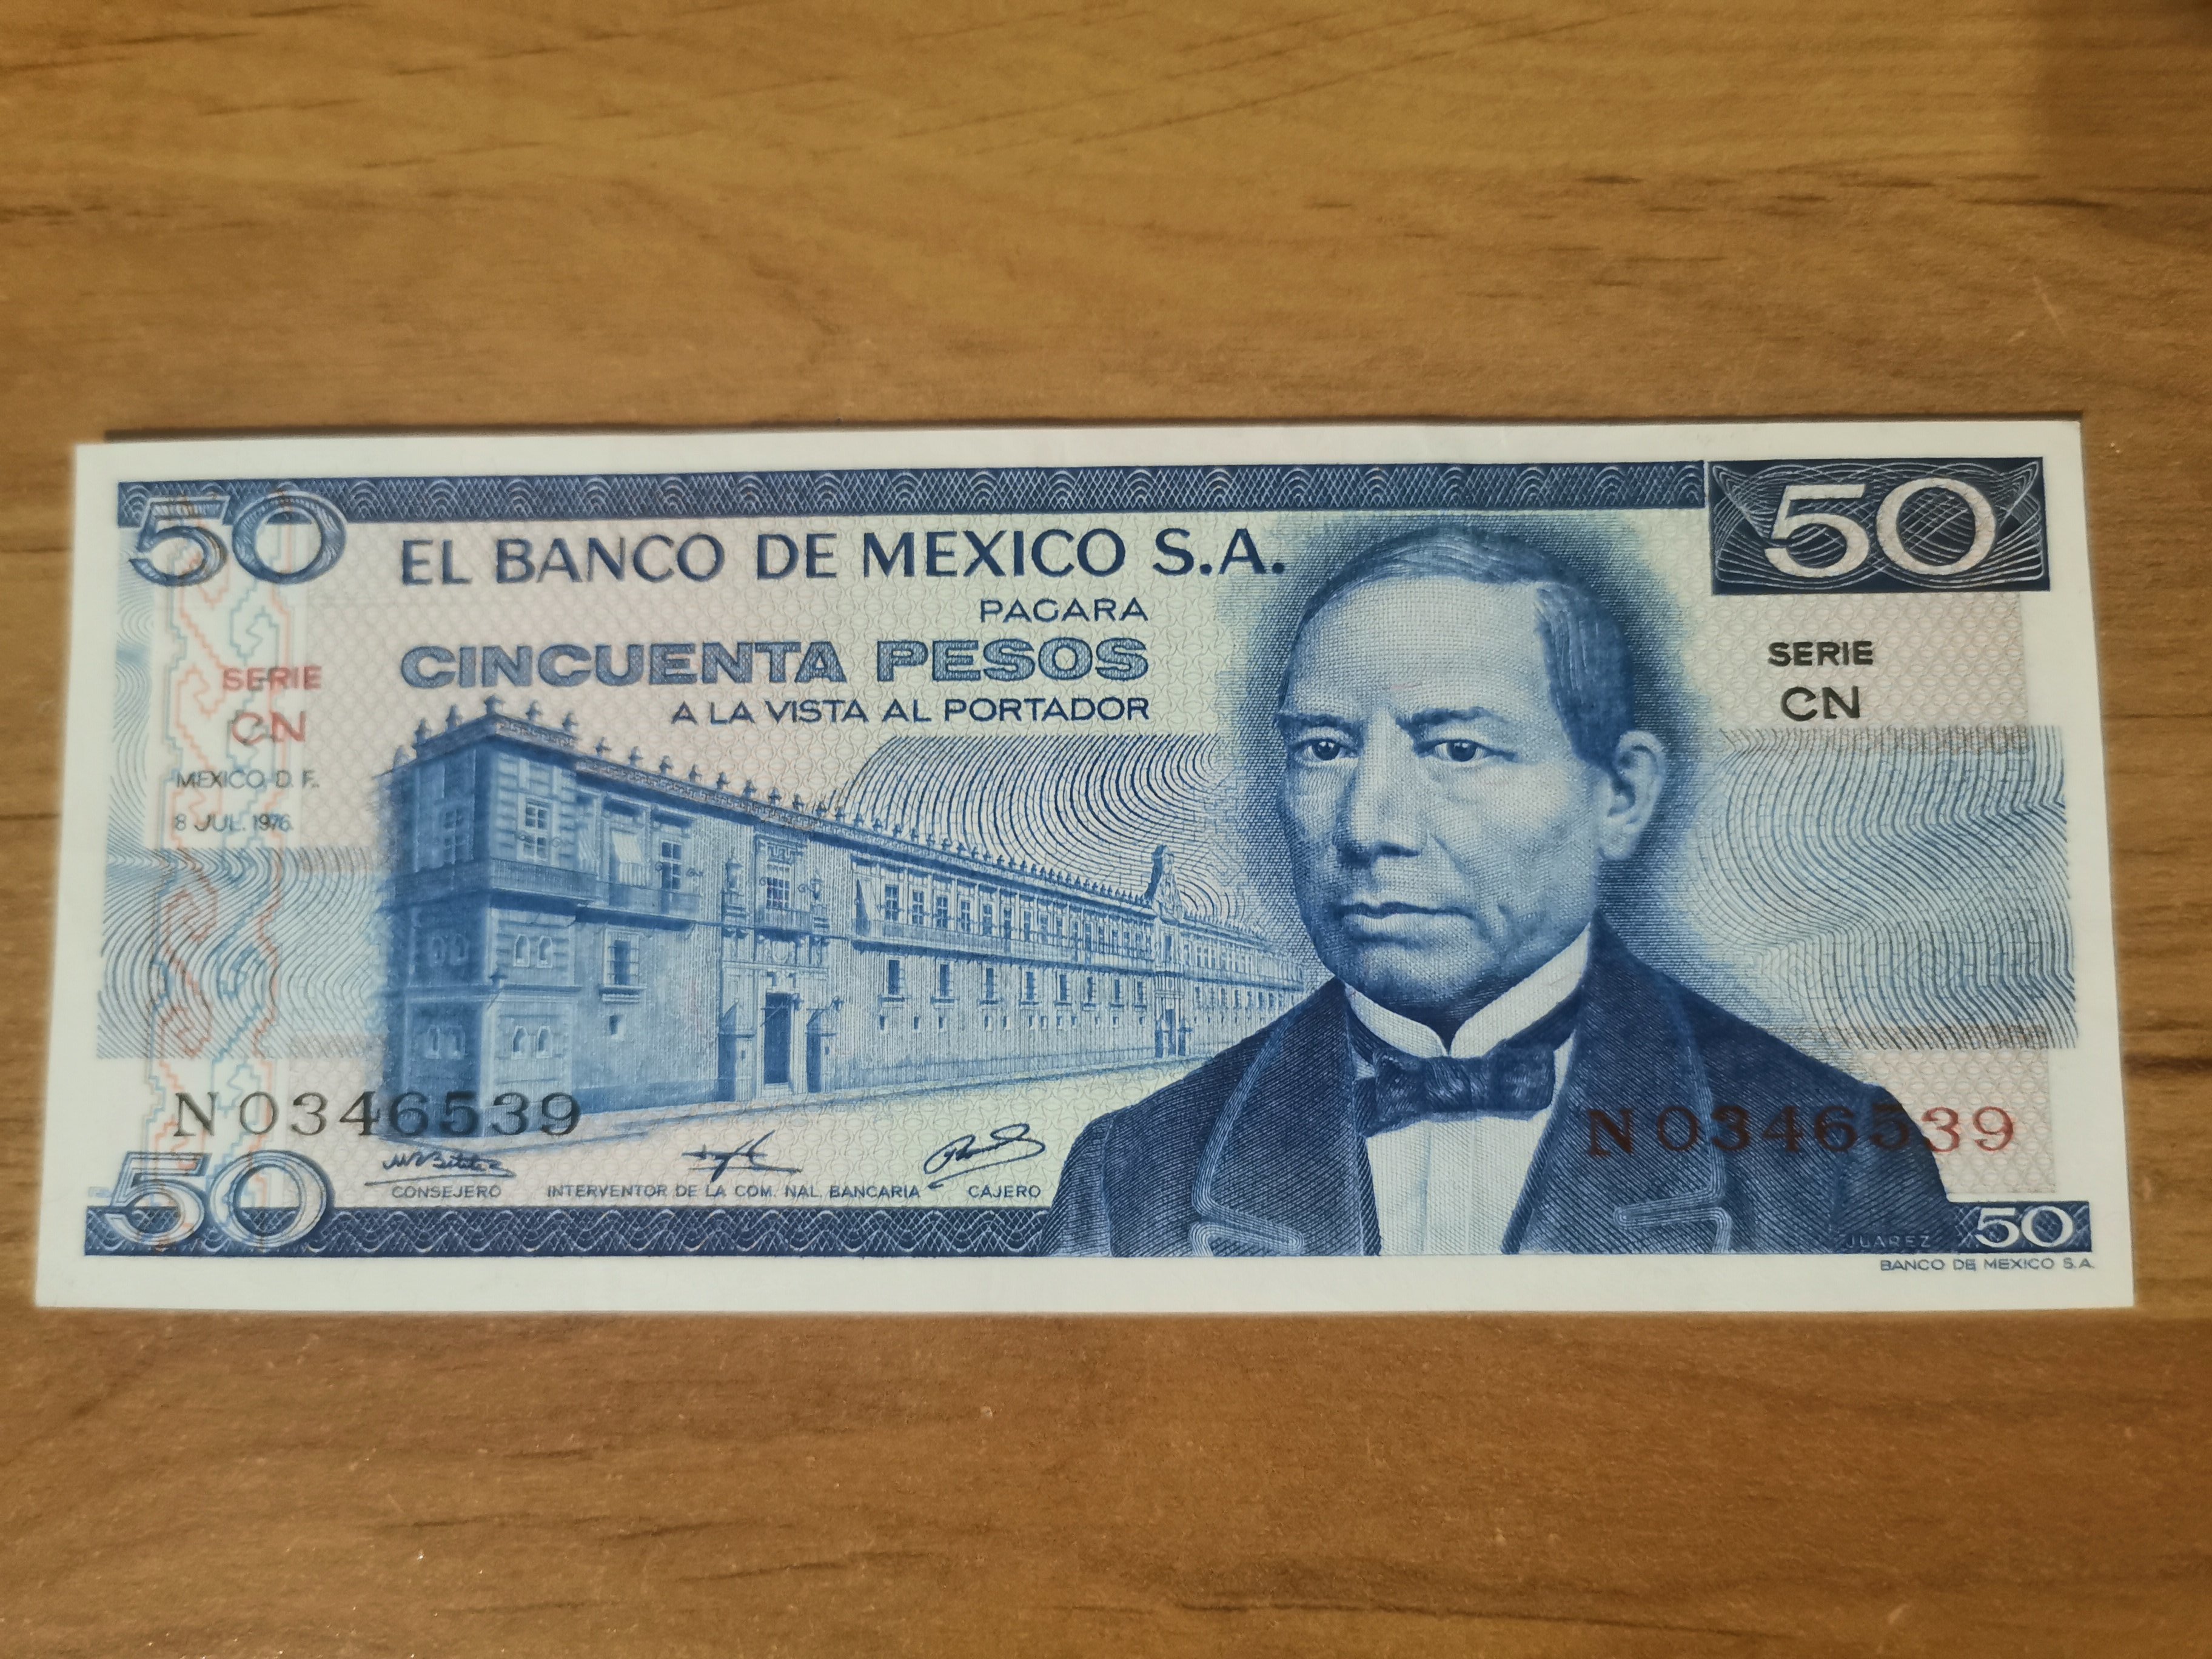 50
50
EL BANCO DE MEXICO S.A.
PAGARA
CINCUENTA PESOS
A LA VISTA AL PORTADOR
SERIE
CN
SERIE
CN
MEXICO, D. F.
8 JUL. 1976.
N0346539
N0346539
CONSEJERO
INTERVENTOR DE LA COM. NAL. BANCARIA
CAJERO
50
JUAREZ
50
BANCO DE MEXICO S.A.